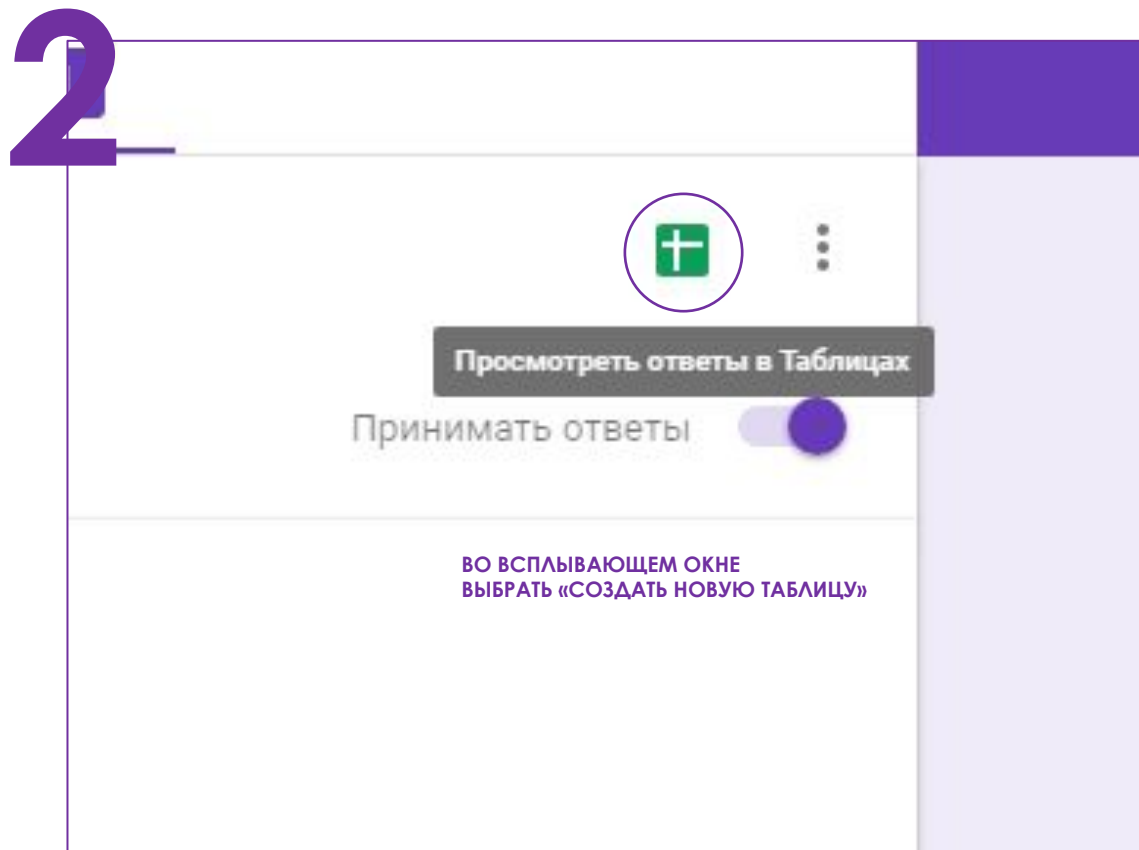 2
Просмотреть ответы в Таблицах
Принимать ответы
ВО ВСПЛЫВАЮЩЕМ ОКНЕ
ВЫБРАТЬ «СОЗДАТЬ НОВУЮ ТАБЛИЦУ»